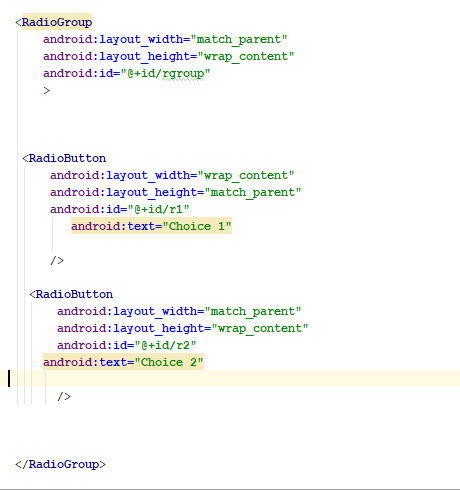 <RadioGroup
android:layout_width="match_parent"
android:layout_height="wrap_content"
android:id="@+id/rgroup"
>
<RadioButton
android:layout_width="wrap_content"
android:layout_height="match_parent"
android:id="@+id/r1"
android:text="Choice 1"
/>
<RadioButton
android:layout_width="match_parent"
android:layout_height="wrap_content"
android:id="@+id/r2"
android:text="Choice 2"
/>
</RadioGroup>